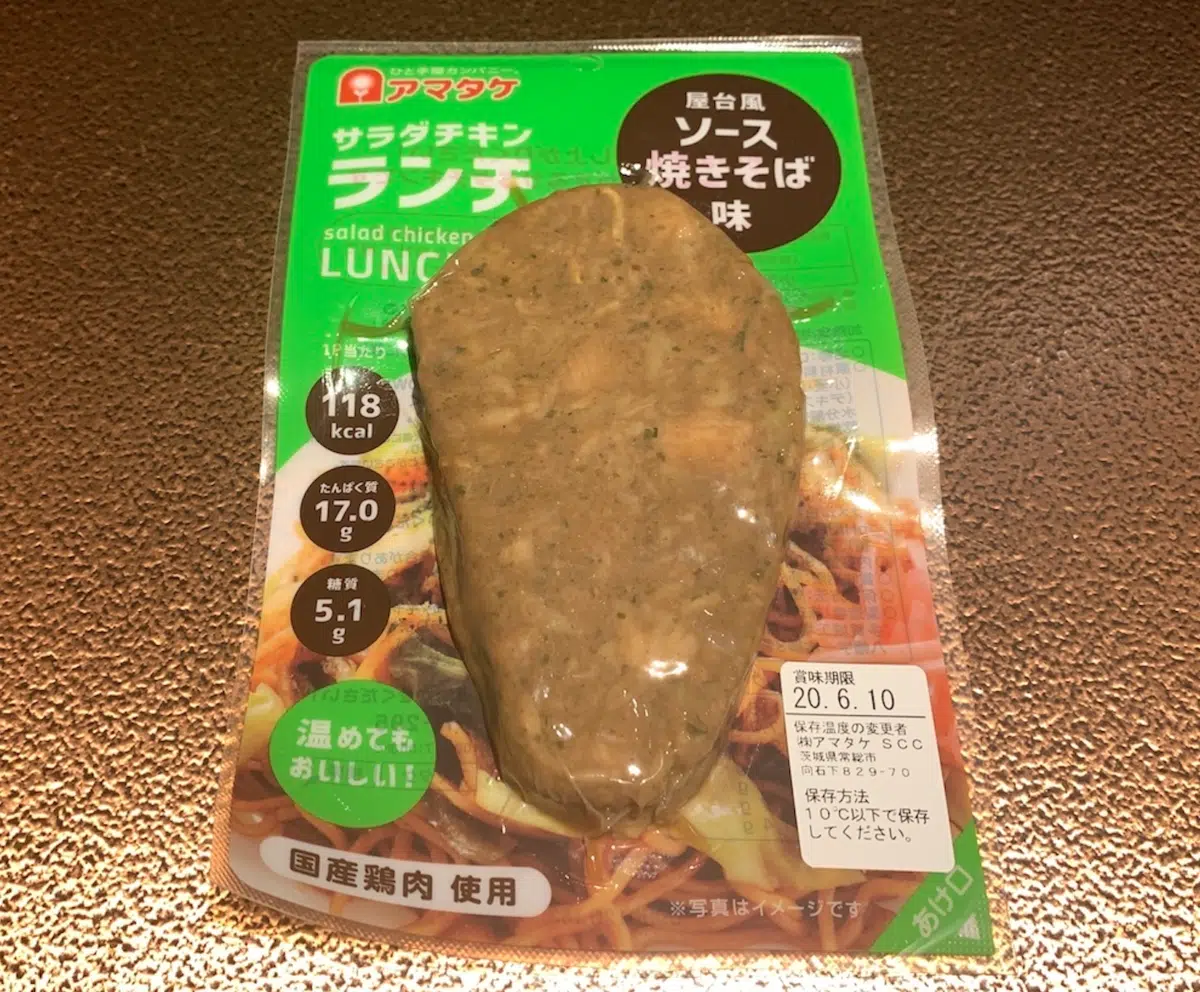 ひと手間カンパニー。
アマタケ
サラダチキン
ランチ
salad chicken
LUNC
屋台風
ソース
焼きそば
味
1P当たり
118
kcal
たんぱく質
17.0
g
糖質
5.1
g
温めても
おいしい!
国産鶏肉 使用
賞味期限
20.6.10
保存温度の変更者
㈱アマタケ SCC
茨城県常総市
向石下829-70
保存方法
10℃以下で保存
してください。
※写真はイメージです
あけ口